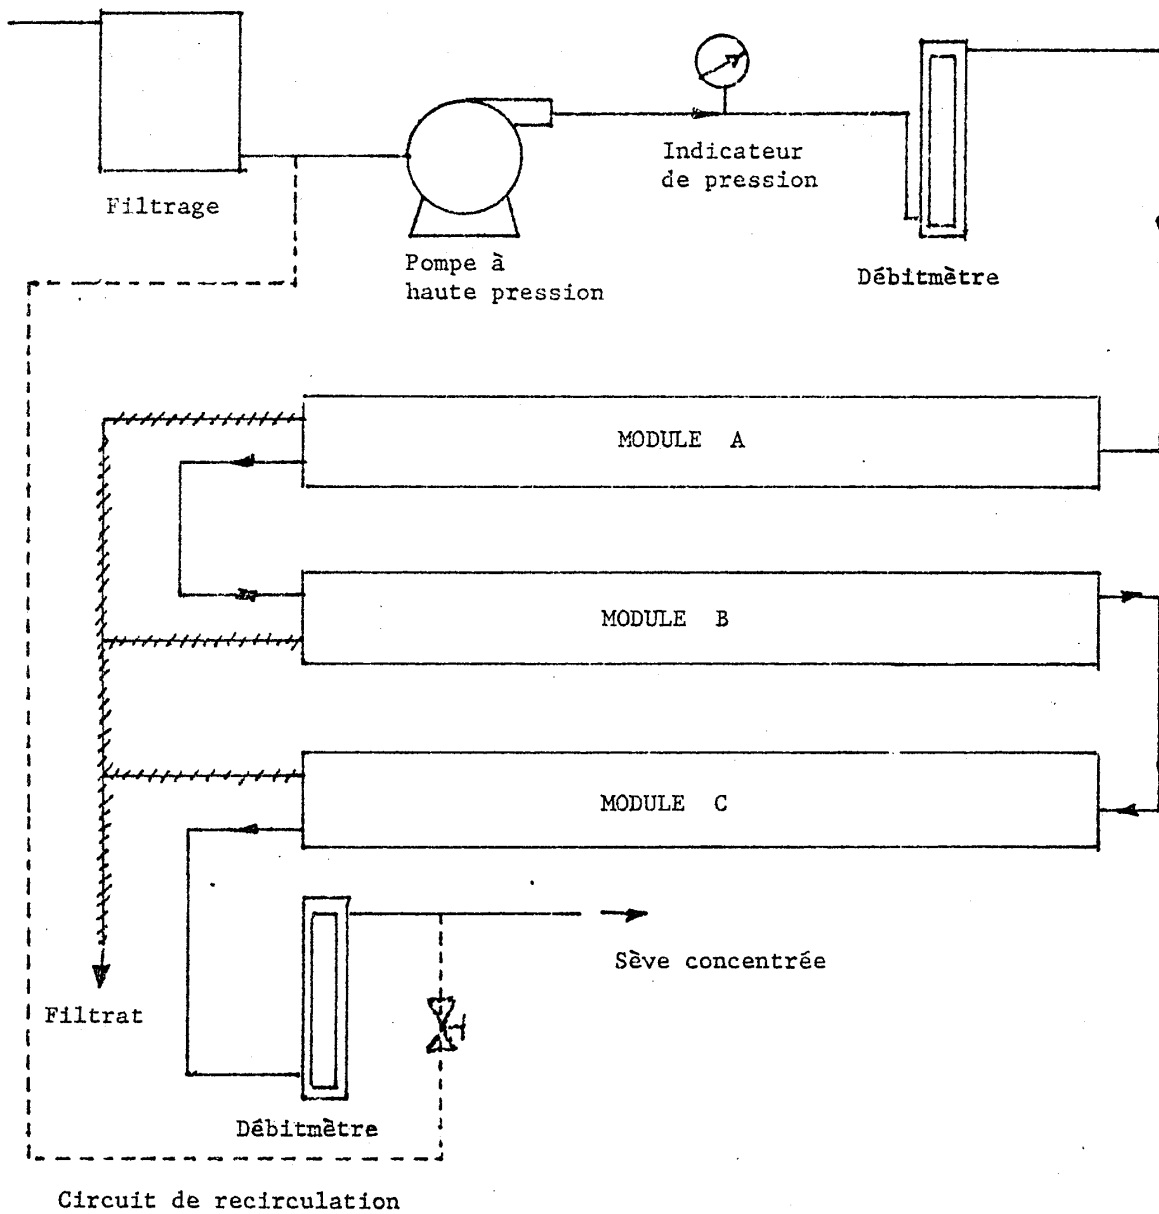 Filtrage
Pompe à
haute pression
Indicateur
de pression
Débitmètre
MODULE A
MODULE B
MODULE C
Sève concentrée
Filtrat
Débitmètre
Circuit de recirculation